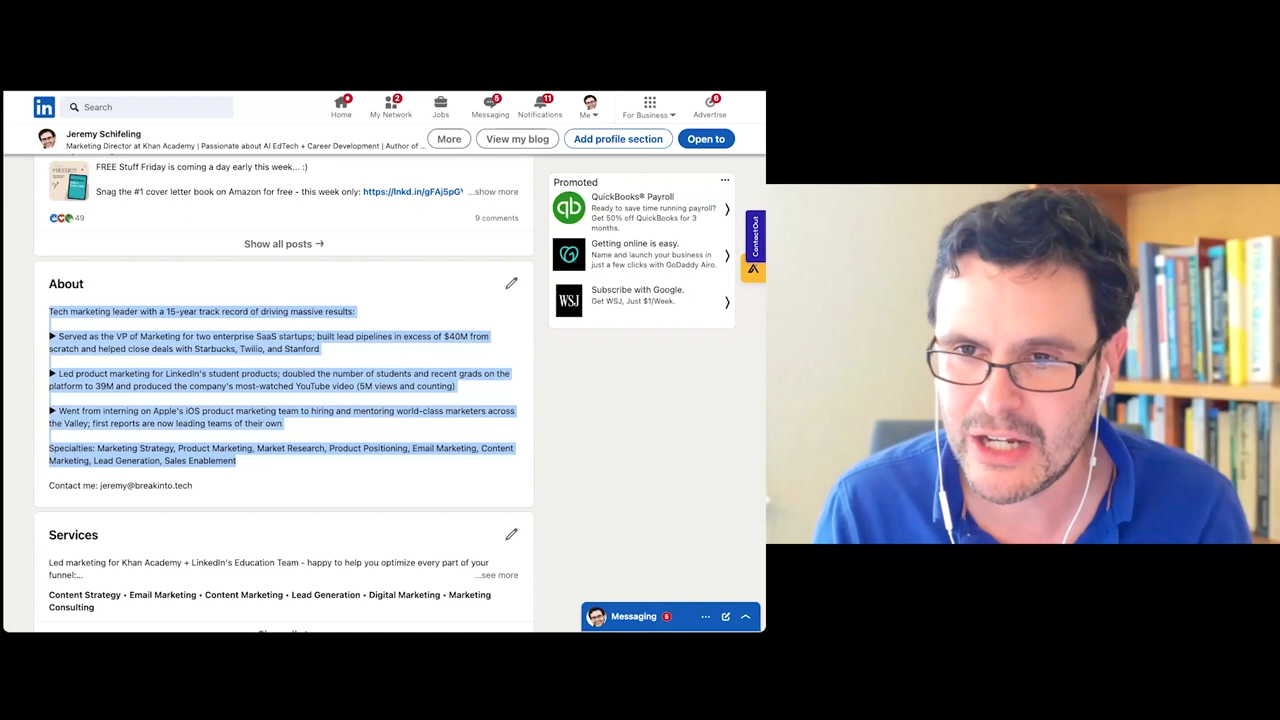 in
Search
Home
2
My Network
Jobs
5
Messaging
11
Notifications
Me
For Business
6
Advertise
Jeremy Schifeling
Marketing Director at Khan Academy | Passionate about AI EdTech + Career Development | Author of ...
More
View my blog
Add profile section
Open to
FREE Stuff Friday is coming a day early this week... :)
Snag the #1 cover letter book on Amazon for free - this week only: https://lnkd.in/gFAj5pG ...show more
49
9 comments
Show all posts →
About
Tech marketing leader with a 15-year track record of driving massive results:
► Served as the VP of Marketing for two enterprise SaaS startups; built lead pipelines in excess of $40M from
scratch and helped close deals with Starbucks, Twilio, and Stanford
► Led product marketing for LinkedIn's student products; doubled the number of students and recent grads on the
platform to 39M and produced the company's most-watched YouTube video (5M views and counting)
► Went from interning on Apple's iOS product marketing team to hiring and mentoring world-class marketers across
the Valley; first reports are now leading teams of their own
Specialties: Marketing Strategy, Product Marketing, Market Research, Product Positioning, Email Marketing, Content
Marketing, Lead Generation, Sales Enablement
Contact me: jeremy@breakinto.tech
Services
Led marketing for Khan Academy + LinkedIn's Education Team - happy to help you optimize every part of your
funnel:...
...see more
Content Strategy • Email Marketing • Content Marketing • Lead Generation • Digital Marketing • Marketing
Consulting
Promoted
...
qb
QuickBooks® Payroll
Ready to save time running payroll?
Get 50% off QuickBooks for 3
months.
Getting online is easy.
Name and launch your business in
just a few clicks with GoDaddy Airo.
WSJ
Subscribe with Google.
Get WSJ, Just $1/Week.
ContactOut
Messaging
5